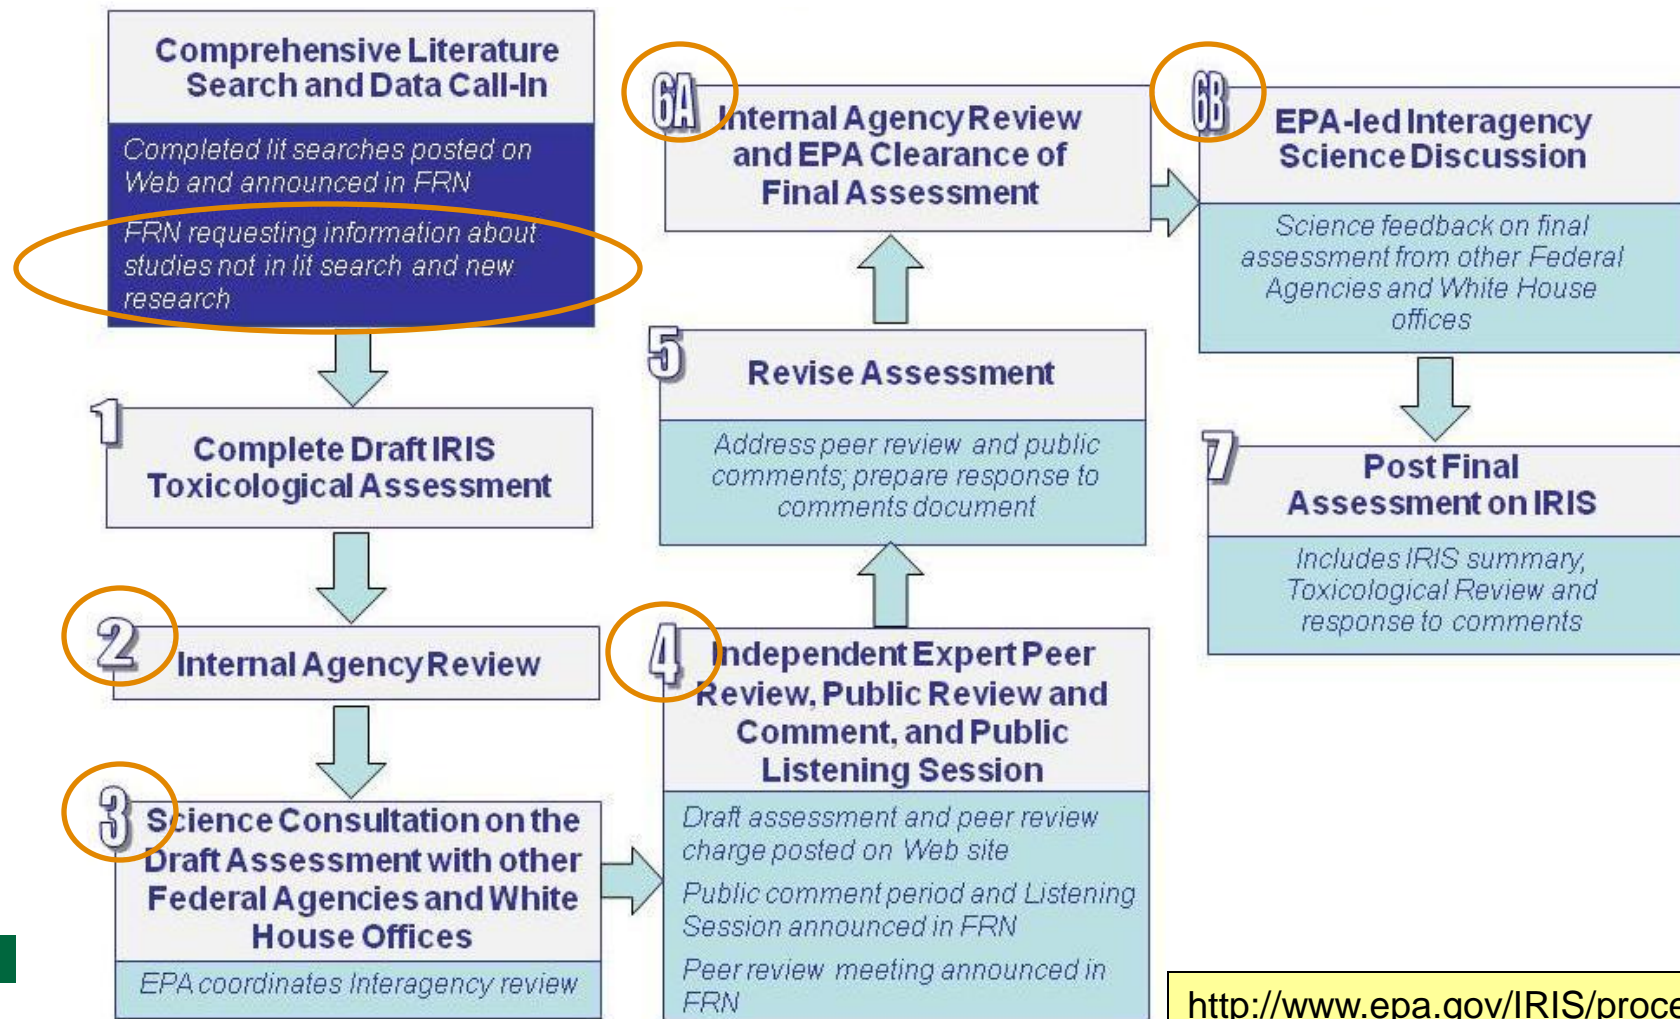 Comprehensive Literature
Search and Data Call-In
Completed lit searches posted on
Web and announced in FRN
FRN requesting information about
studies not in lit search and new
research
1
Complete Draft IRIS
Toxicological Assessment
2
Internal Agency Review
3
Science Consultation on the
Draft Assessment with other
Federal Agencies and White
House Offices
EPA coordinates Interagency review
4
Independent Expert Peer
Review, Public Review and
Comment, and Public
Listening Session
Draft assessment and peer review
charge posted on Web site
Public comment period and Listening
Session announced in FRN
Peer review meeting announced in
FRN
5
Revise Assessment
Address peer review and public
comments; prepare response to
comments document
6A
Internal Agency Review
and EPA Clearance of
Final Assessment
6B
EPA-led Interagency
Science Discussion
Science feedback on final
assessment from other Federal
Agencies and White House
offices
7
Post Final
Assessment on IRIS
Includes IRIS summary,
Toxicological Review and
response to comments
http://www.epa.gov/IRIS/proce